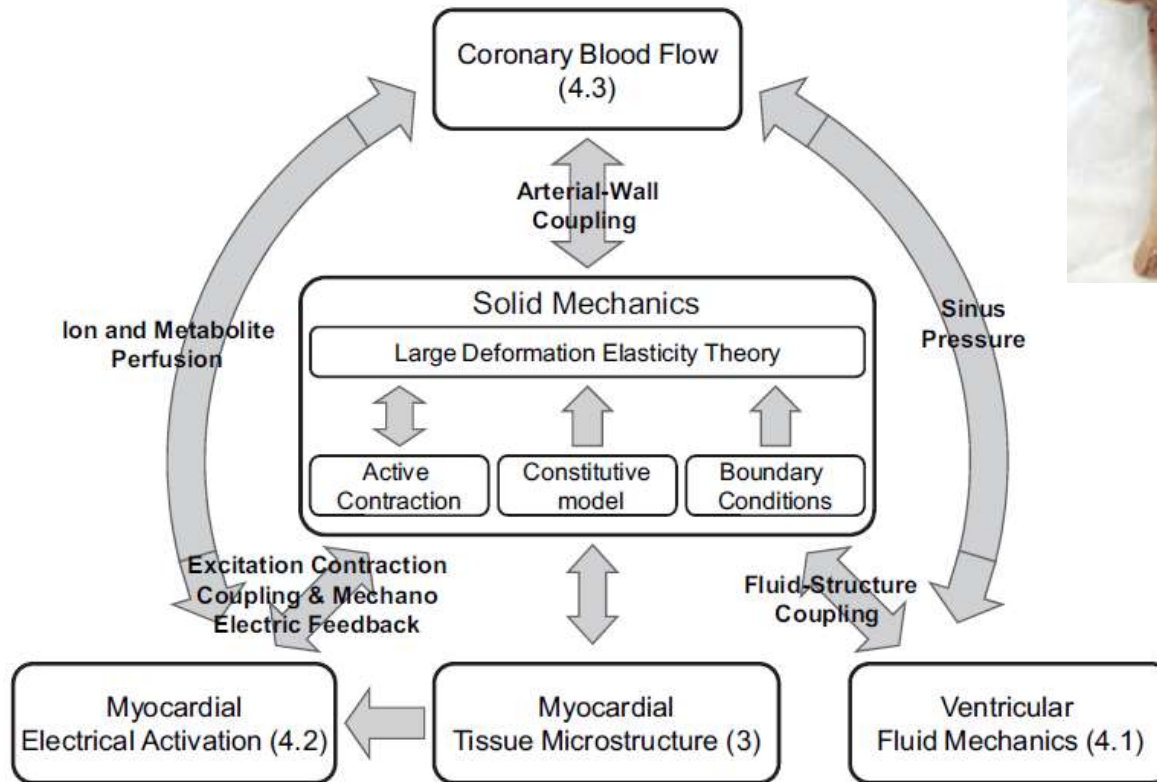 Coronary Blood Flow
(4.3)
Arterial-Wall
Coupling
Solid Mechanics
Large Deformation Elasticity Theory
Ion and Metabolite
Perfusion
Sinus
Pressure
Active
Contraction
Constitutive
model
Boundary
Conditions
Excitation Contraction
Coupling & Mechano
Electric Feedback
Fluid-Structure
Coupling
Myocardial
Electrical Activation (4.2)
Myocardial
Tissue Microstructure (3)
Ventricular
Fluid Mechanics (4.1)